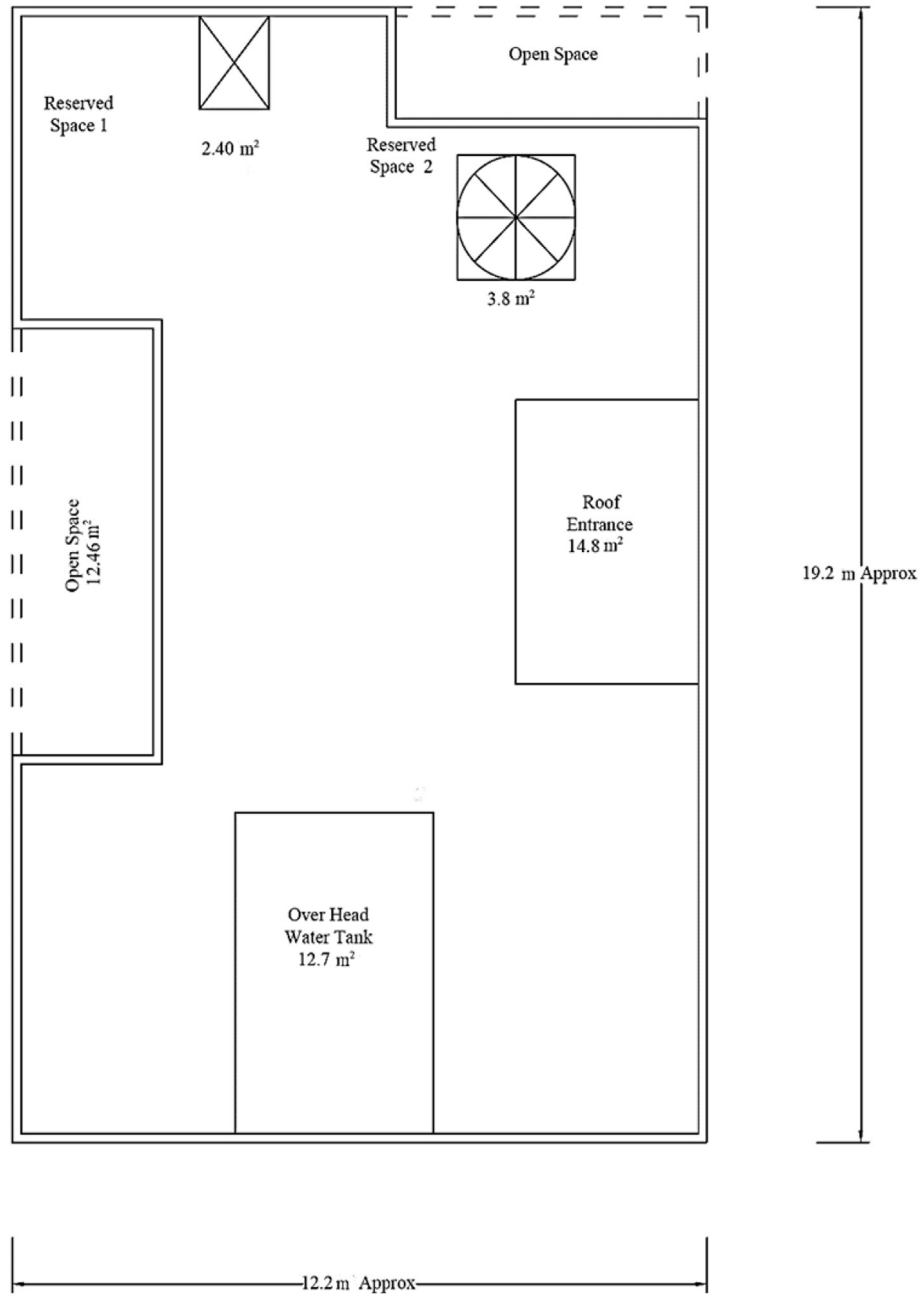 Open Space
Reserved
Space 1
2.40 m²
Reserved
Space 2
3.8 m²
Open Space
12.46 m²
Roof
Entrance
14.8 m²
19.2 m Approx
Over Head
Water Tank
12.7 m²
12.2 m Approx